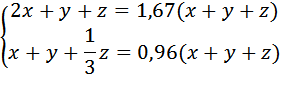 2x + y + z = 1,67(x + y + z)
x + y + 1/3 z = 0,96(x + y + z)